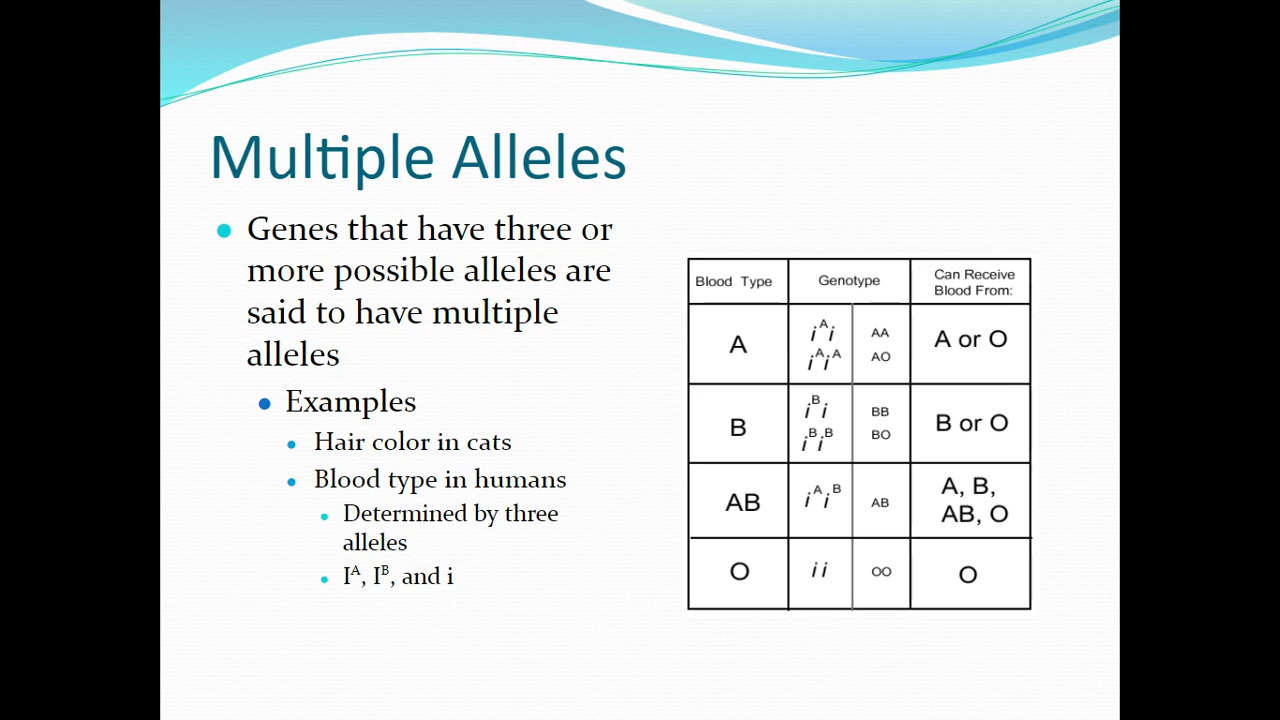 Multiple Alleles
Genes that have three or
more possible alleles are
said to have multiple
alleles
Examples
Hair color in cats
Blood type in humans
Determined by three
alleles
Iᴬ, Iᴮ, and i
Blood Type Genotype Can Receive Blood From:
A
iᴬi AA
iᴬiᴬ AO
A or O
B
iᴮi BB
iᴮiᴮ BO
B or O
AB
iᴬiᴮ AB
A, B,
AB, O
O
i i OO
O